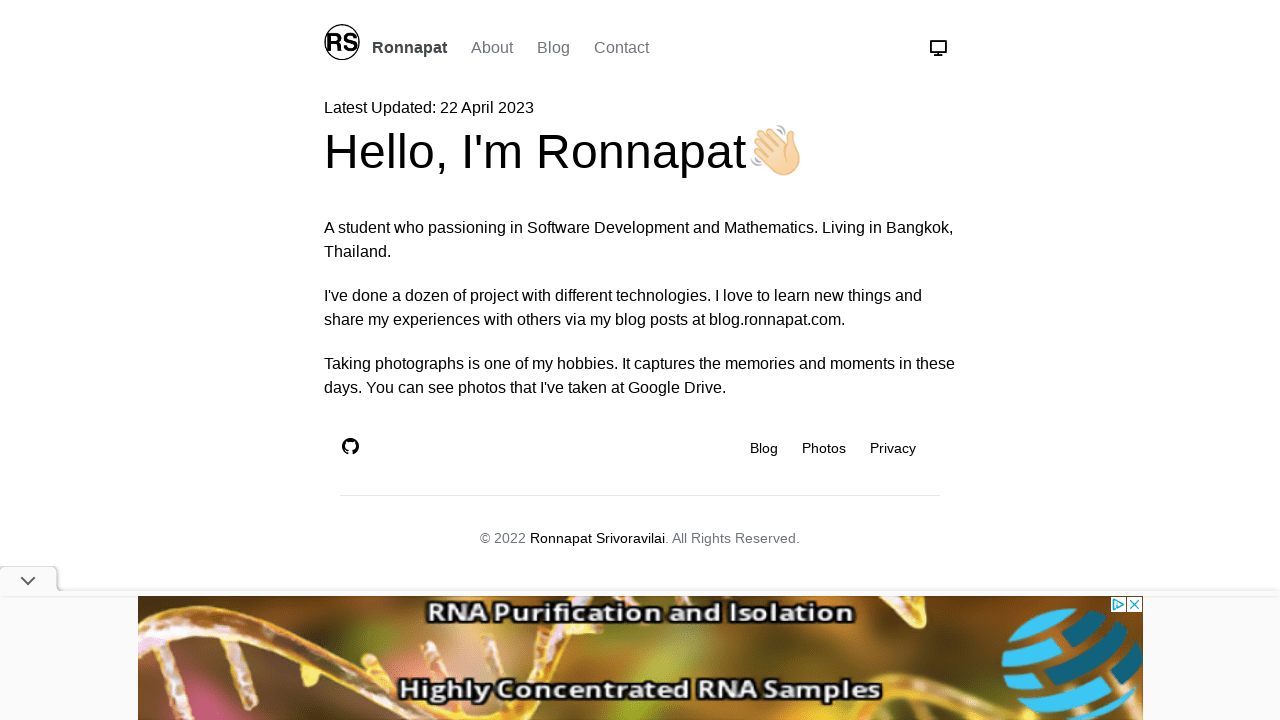 RS Ronnapat About Blog Contact
Latest Updated: 22 April 2023
Hello, I'm Ronnapat👋🏼
A student who passioning in Software Development and Mathematics. Living in Bangkok,
Thailand.
I've done a dozen of project with different technologies. I love to learn new things and
share my experiences with others via my blog posts at blog.ronnapat.com.
Taking photographs is one of my hobbies. It captures the memories and moments in these
days. You can see photos that I've taken at Google Drive.
Blog Photos Privacy
© 2022 Ronnapat Srivoravilai. All Rights Reserved.
RNA Purification and Isolation
Highly Concentrated RNA Samples